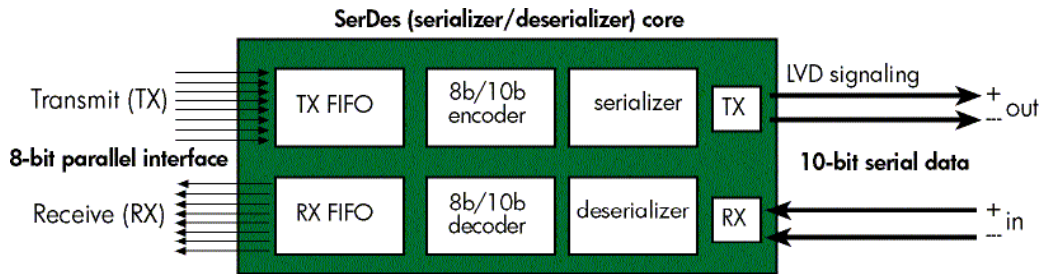 SerDes (serializer/deserializer) core
Transmit (TX)
TX FIFO
8b/10b
encoder
serializer
TX
LVD signaling
+
---
out
8-bit parallel interface
10-bit serial data
Receive (RX)
RX FIFO
8b/10b
decoder
deserializer
RX
+
---
in